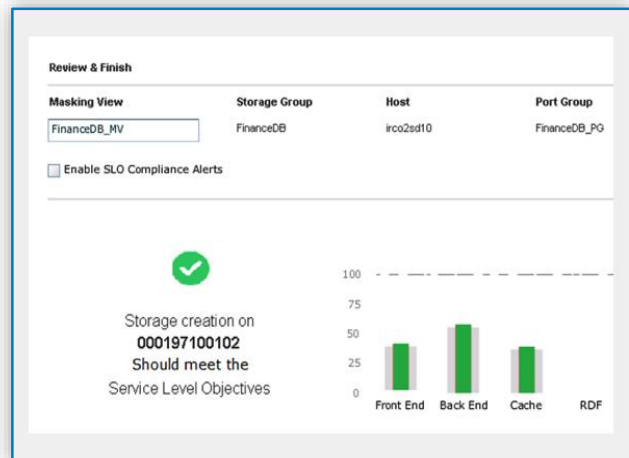 Review & Finish
Masking View Storage Group Host Port Group
FinanceDB_MV FinanceDB irco2sd10 FinanceDB_PG
Enable SLO Compliance Alerts
Storage creation on
000197100102
Should meet the
Service Level Objectives
100
75
50
25
0
Front End Back End Cache RDF